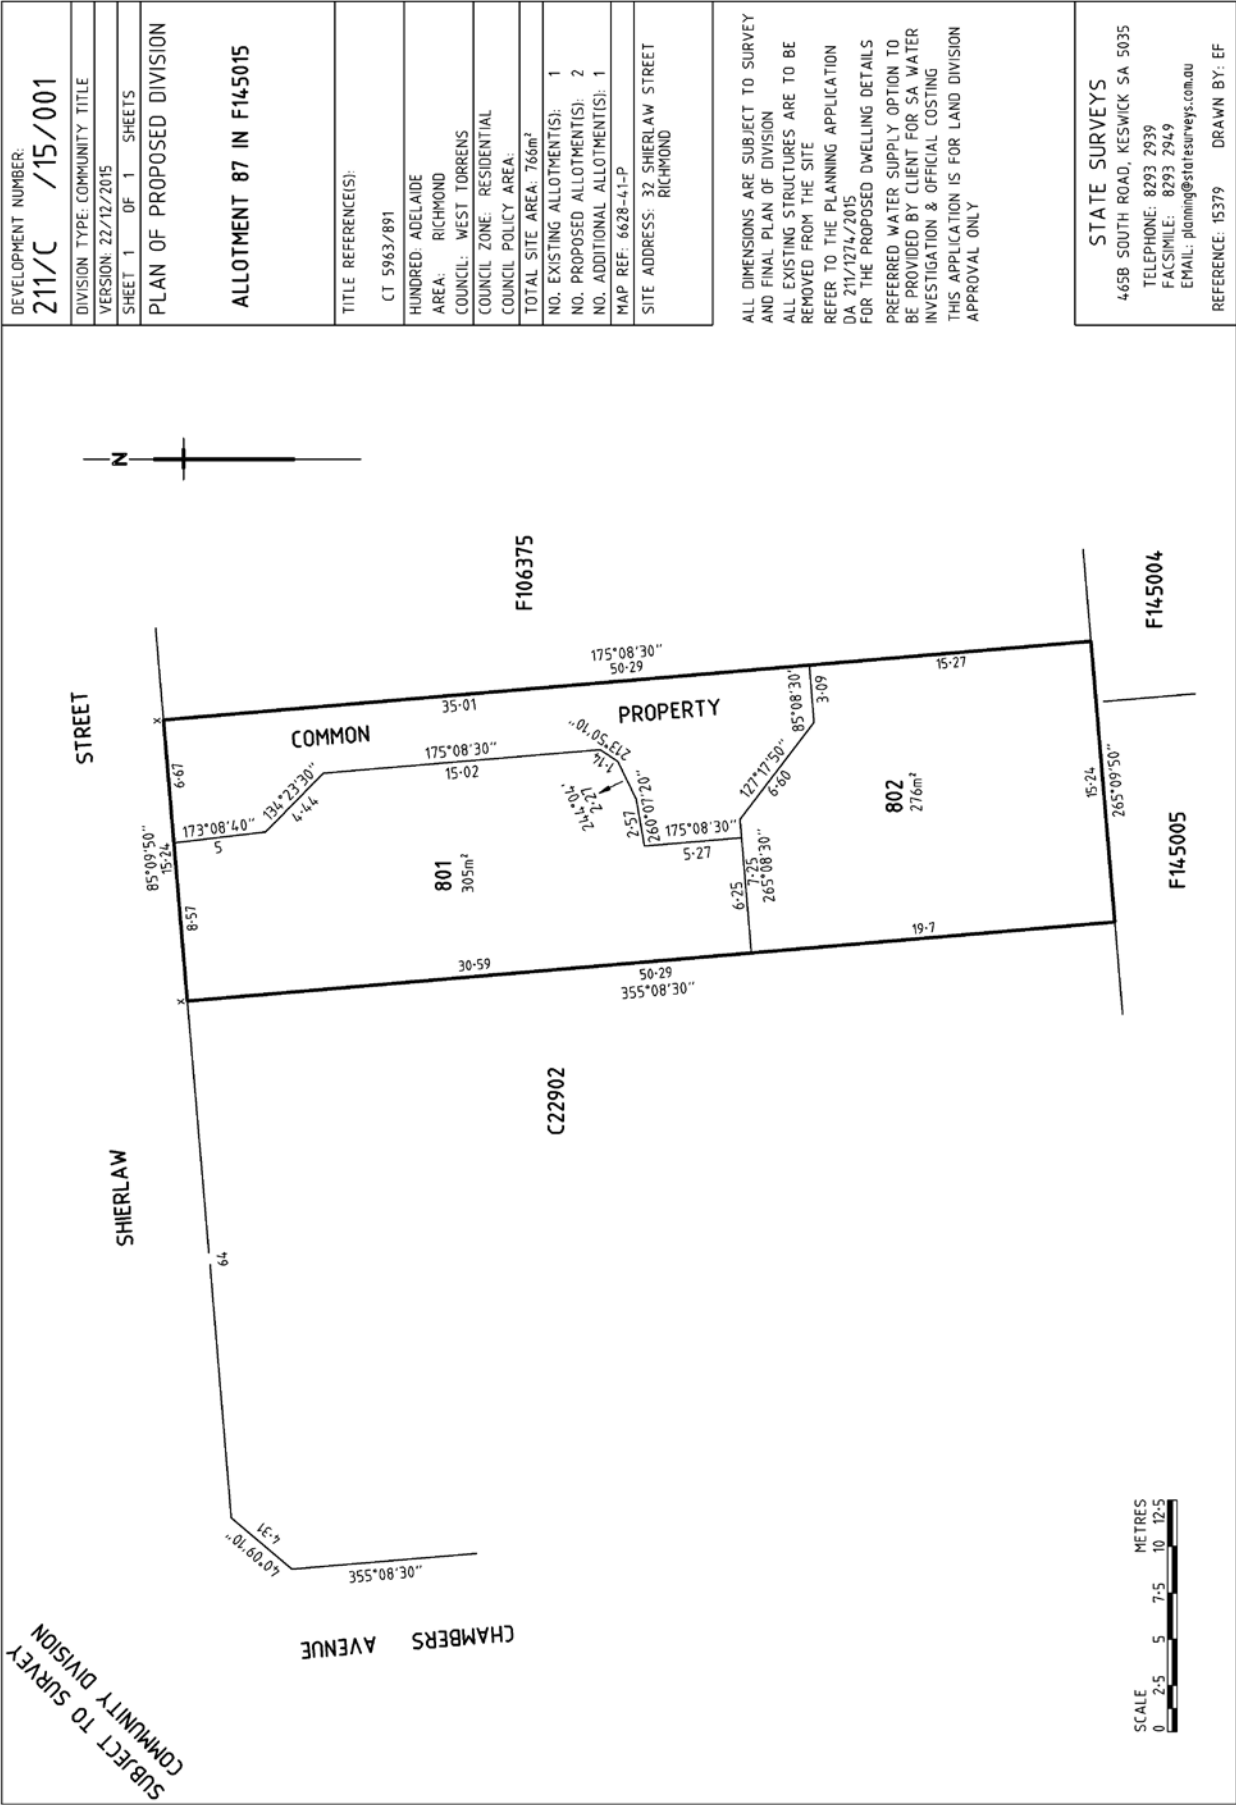 DEVELOPMENT NUMBER:
211/C /15/001
DIVISION TYPE: COMMUNITY TITLE
VERSION: 22/12/2015
SHEET 1 OF 1 SHEETS
PLAN OF PROPOSED DIVISION
ALLOTMENT 87 IN F145015
TITLE REFERENCE(S):
CT 5963/891
HUNDRED: ADELAIDE
AREA: RICHMOND
COUNCIL: WEST TORRENS
COUNCIL ZONE: RESIDENTIAL
COUNCIL POLICY AREA:
TOTAL SITE AREA: 766m²
NO. EXISTING ALLOTMENT(S): 1
NO. PROPOSED ALLOTMENT(S): 2
NO. ADDITIONAL ALLOTMENT(S): 1
MAP REF: 6628-41-P
SITE ADDRESS: 32 SHIERLAW STREET
RICHMOND
ALL DIMENSIONS ARE SUBJECT TO SURVEY
AND FINAL PLAN OF DIVISION
ALL EXISTING STRUCTURES ARE TO BE
REMOVED FROM THE SITE
REFER TO THE PLANNING APPLICATION
DA 211/1274/2015
FOR THE PROPOSED DWELLING DETAILS
PREFERRED WATER SUPPLY OPTION TO
BE PROVIDED BY CLIENT FOR SA WATER
INVESTIGATION & OFFICIAL COSTING
THIS APPLICATION IS FOR LAND DIVISION
APPROVAL ONLY
STATE SURVEYS
465B SOUTH ROAD, KESWICK SA 5035
TELEPHONE: 8293 2939
FACSIMILE: 8293 2949
EMAIL: planning@statesurveys.com.au
REFERENCE: 15379 DRAWN BY: EF
SUBJECT TO SURVEY
COMMUNITY DIVISION
N
SHIERLAW
STREET
CHAMBERS AVENUE
355°08'30"
40°09'10"
4·31
64
85°09'50"
15·24
8·57
6·67
173°08'40"
5
134°23'30"
4·44
COMMON
PROPERTY
35·01
175°08'30"
15·02
175°08'30"
50·29
F106375
213°50'10"
1·14
244°04'
2·27
260°07'20"
2·57
175°08'30"
5·27
801
305m²
30·59
50·29
355°08'30"
C22902
6·25
7·25
265°08'30"
127°17'50"
6·60
85°08'30'
3·09
15·27
802
276m²
19·7
15·24
265°09'50"
F145005
F145004
SCALE METRES
0 2·5 5 7·5 10 12·5